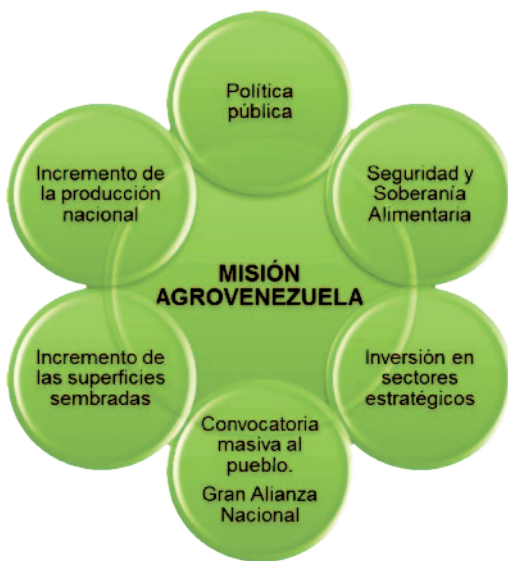 Política
pública
Seguridad y
Soberanía
Alimentaria
Inversión en
sectores
estratégicos
Convocatoria
masiva al
pueblo.
Gran Alianza
Nacional
Incremento de
las superficies
sembradas
Incremento de
la producción
nacional
MISIÓN
AGROVENEZUELA